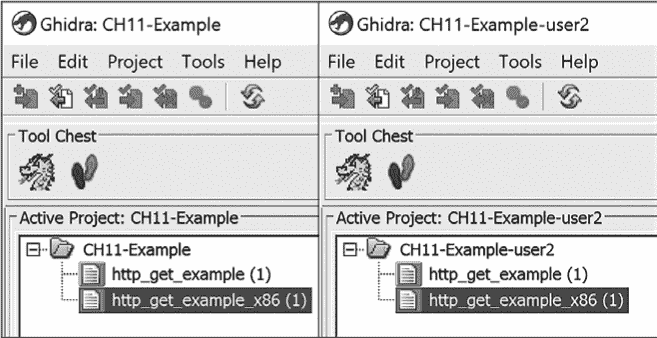 Ghidra: CH11-Example
File Edit Project Tools Help
Tool Chest
Active Project: CH11-Example
CH11-Example
http_get_example (1)
http_get_example_x86 (1)
Ghidra: CH11-Example-user2
File Edit Project Tools Help
Tool Chest
Active Project: CH11-Example-user2
CH11-Example-user2
http_get_example (1)
http_get_example_x86 (1)